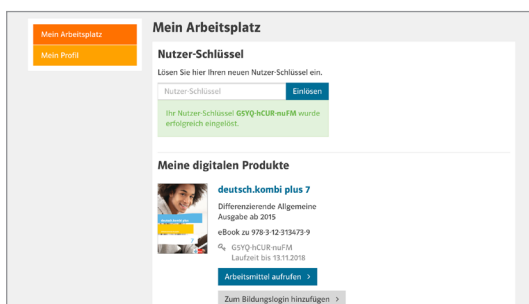 Mein Arbeitsplatz
Mein Profil
Mein Arbeitsplatz
Nutzer-Schlüssel
Lösen Sie hier Ihren neuen Nutzer-Schlüssel ein.
Nutzer-Schlüssel
Einlösen
Ihr Nutzer-Schlüssel GSYQ-hCUR-nuFM wurde
erfolgreich eingelöst.
Meine digitalen Produkte
deutsch.kombi plus 7
Differenzierende Allgemeine
Ausgabe ab 2015
eBook zu 978-3-12-313473-9
GSYQ-hCUR-nuFM
Laufzeit bis 13.11.2018
Arbeitsmittel aufrufen >
Zum Bildungslogin hinzufügen >